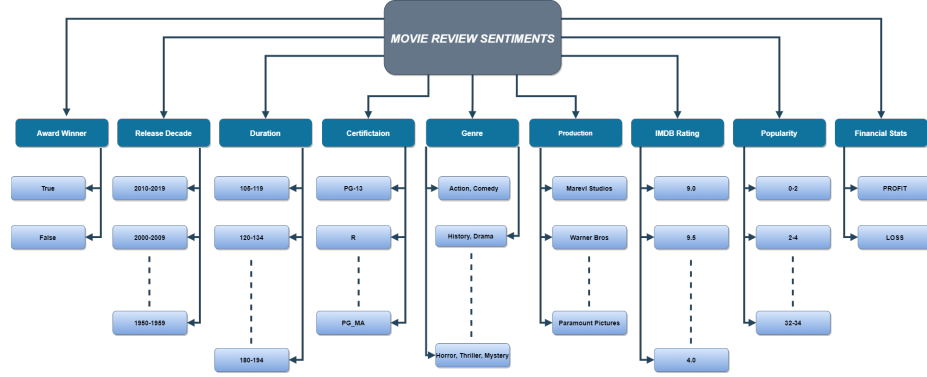 MOVIE REVIEW SENTIMENTS
Award Winner
Release Decade
Duration
Certifictaion
Genre
Production
IMDB Rating
Popularity
Financial Stats
True
2010-2019
105-119
PG-13
Action, Comedy
Marevl Studios
9.0
0-2
PROFIT
False
2000-2009
120-134
R
History, Drama
Warner Bros
9.5
2-4
LOSS
1950-1959
PG_MA
Paramount Pictures
32-34
180-194
Horror, Thriller, Mystery
4.0